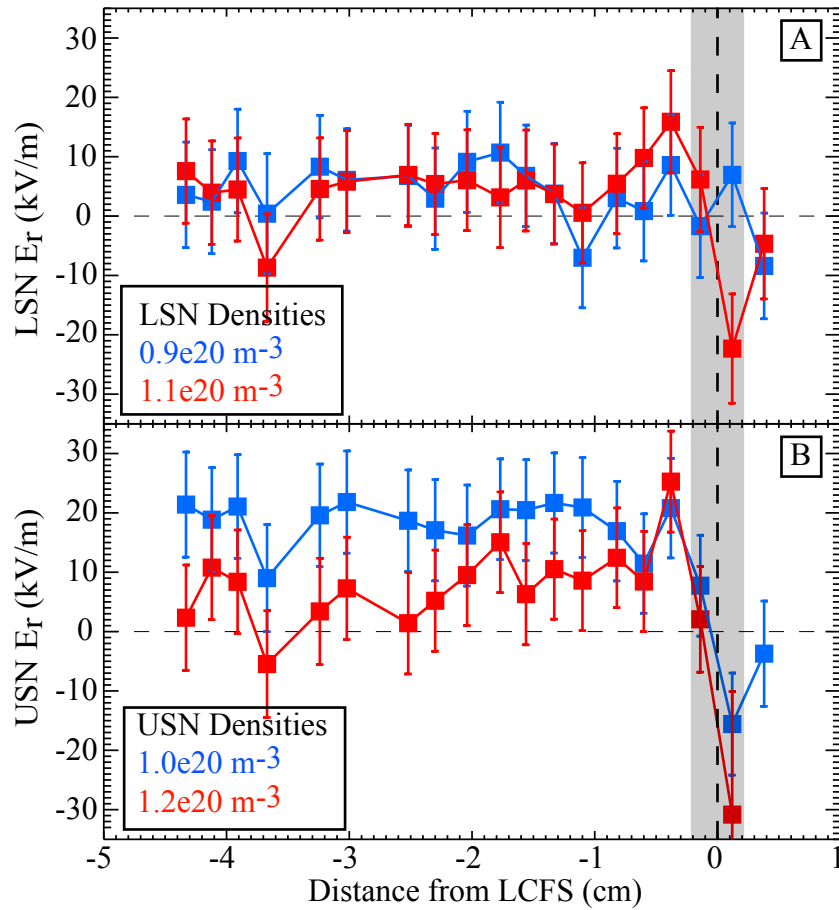 A
30
20
10
0
-10
-20
-30
LSN Er (kV/m)
LSN Densities
0.9e20 m-3
1.1e20 m-3
B
30
20
10
0
-10
-20
-30
USN Er (kV/m)
USN Densities
1.0e20 m-3
1.2e20 m-3
-5 -4 -3 -2 -1 0 1
Distance from LCFS (cm)